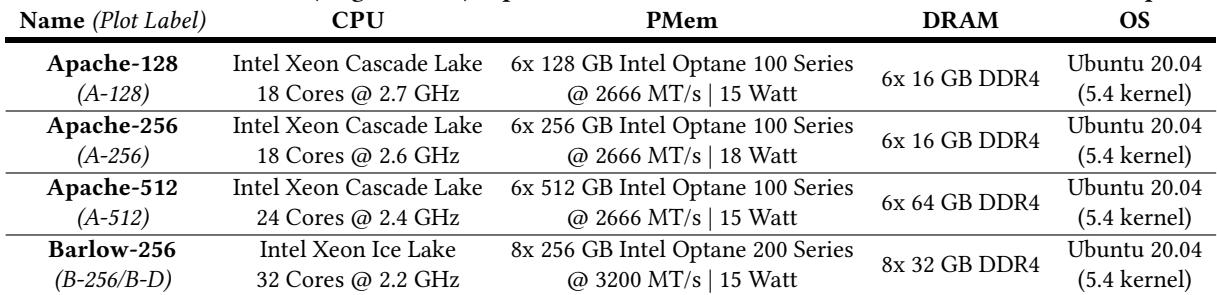 Name (Plot Label) CPU PMem DRAM OS
Apache-128 Intel Xeon Cascade Lake 6x 128 GB Intel Optane 100 Series 6x 16 GB DDR4 Ubuntu 20.04
(A-128) 18 Cores @ 2.7 GHz @ 2666 MT/s | 15 Watt (5.4 kernel)
Apache-256 Intel Xeon Cascade Lake 6x 256 GB Intel Optane 100 Series 6x 16 GB DDR4 Ubuntu 20.04
(A-256) 18 Cores @ 2.6 GHz @ 2666 MT/s | 18 Watt (5.4 kernel)
Apache-512 Intel Xeon Cascade Lake 6x 512 GB Intel Optane 100 Series 6x 64 GB DDR4 Ubuntu 20.04
(A-512) 24 Cores @ 2.4 GHz @ 2666 MT/s | 15 Watt (5.4 kernel)
Barlow-256 Intel Xeon Ice Lake 8x 256 GB Intel Optane 200 Series 8x 32 GB DDR4 Ubuntu 20.04
(B-256/B-D) 32 Cores @ 2.2 GHz @ 3200 MT/s | 15 Watt (5.4 kernel)